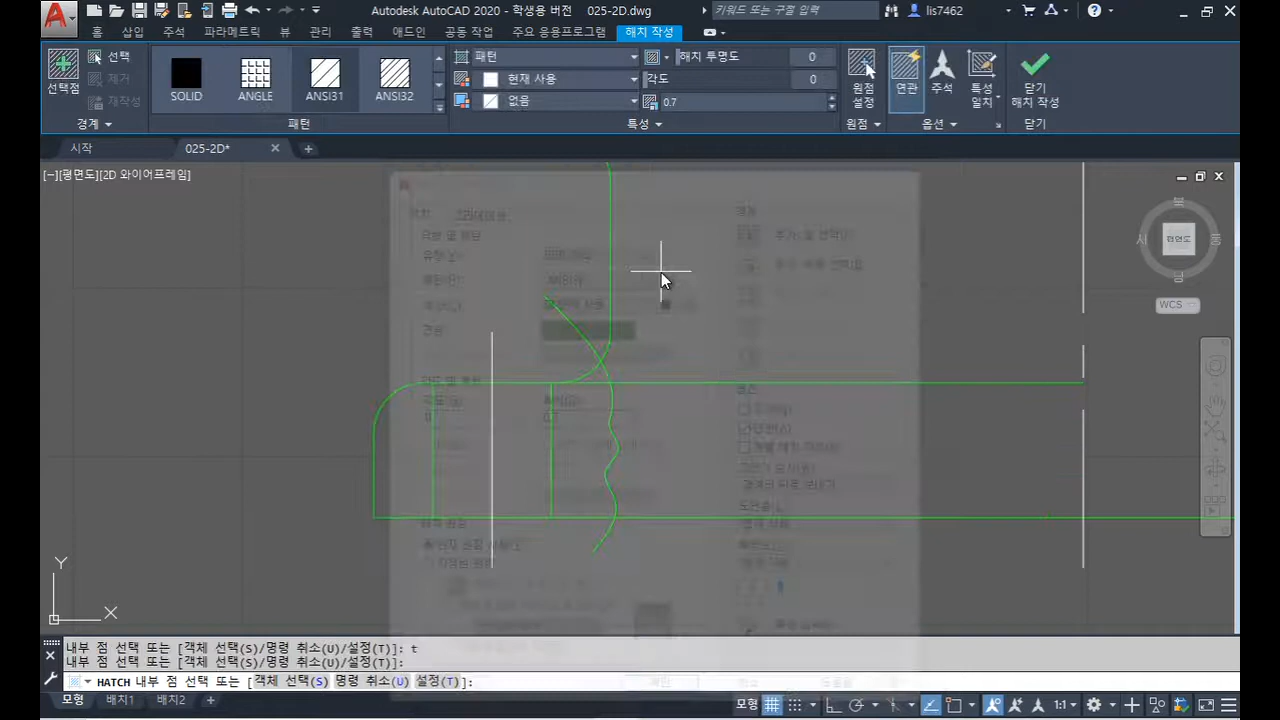 Autodesk AutoCAD 2020 - 학생용 버전 025-2D.dwg
키워드 또는 구절 입력
lis7462
홈 삽입 주석 파라메트릭 뷰 관리 출력 애드인 공동 작업 주요 응용프로그램 해치 작성
선택점 선택 제거 재작성
SOLID ANGLE ANSI31 ANSI32
패턴 해치 투명도 0
현재 사용 각도 0
없음 0.7
원점 설정 연관 주석 특성 일치 닫기 해치 작성
경계 패턴 특성 원점 옵션 닫기
시작 025-2D*
[−][평면도][2D 와이어프레임]
북
서 평면도 동
남
WCS
Y
X
내부 점 선택 또는 [객체 선택(S)/명령 취소(U)/설정(T)]: t
내부 점 선택 또는 [객체 선택(S)/명령 취소(U)/설정(T)]:
HATCH 내부 점 선택 또는 [객체 선택(S) 명령 취소(U) 설정(T)]:
모형 배치1 배치2 모형 1:1